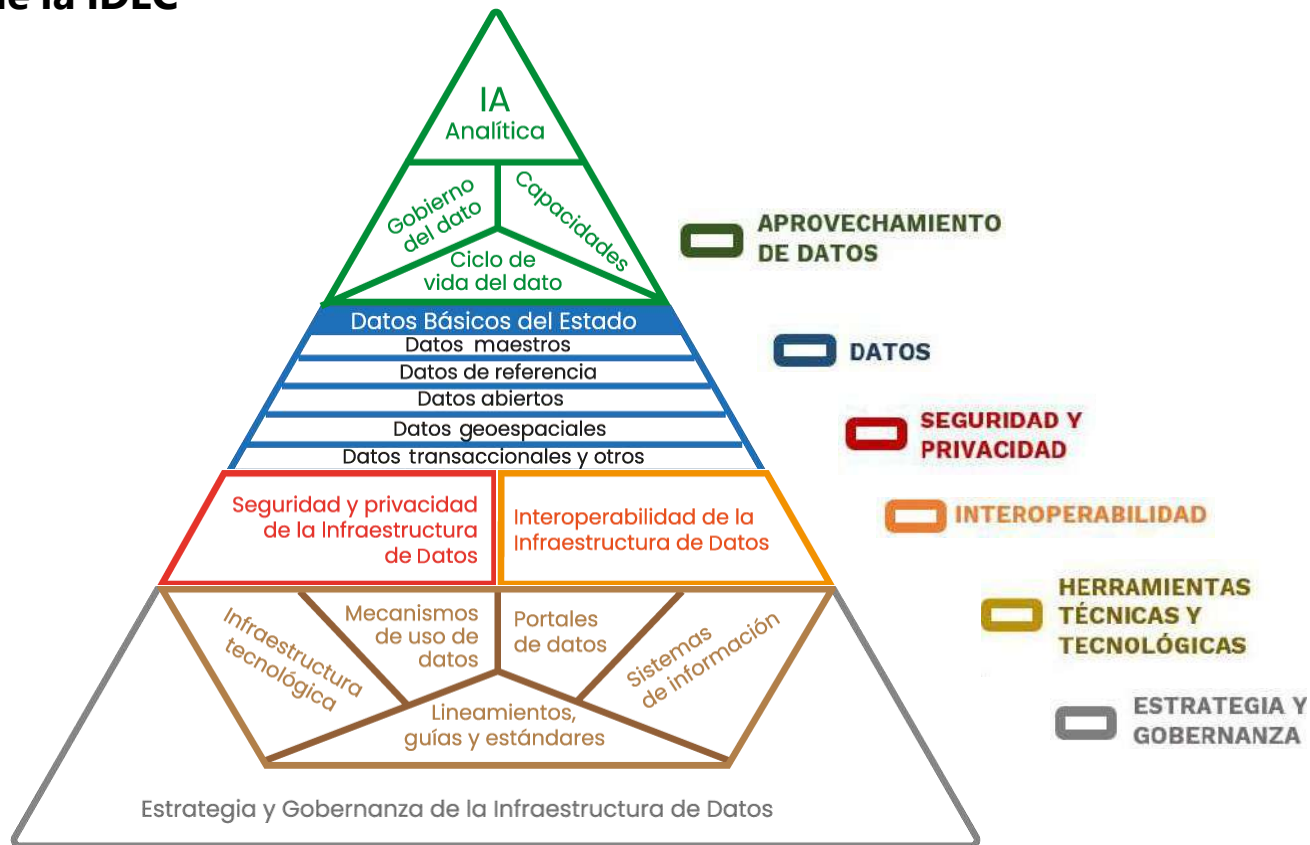 de la IDEC
IA
Analítica
Gobierno
del dato
Capacidades
Ciclo de
vida del dato
Datos Básicos del Estado
Datos maestros
Datos de referencia
Datos abiertos
Datos geoespaciales
Datos transaccionales y otros
Seguridad y privacidad
de la Infraestructura
de Datos
Interoperabilidad de la
Infraestructura de Datos
Infraestructura
tecnológica
Mecanismos
de uso de
datos
Portales
de datos
Sistemas
de información
Lineamientos,
guías y estándares
Estrategia y Gobernanza de la Infraestructura de Datos
APROVECHAMIENTO
DE DATOS
DATOS
SEGURIDAD Y
PRIVACIDAD
INTEROPERABILIDAD
HERRAMIENTAS
TÉCNICAS Y
TECNOLÓGICAS
ESTRATEGIA Y
GOBERNANZA